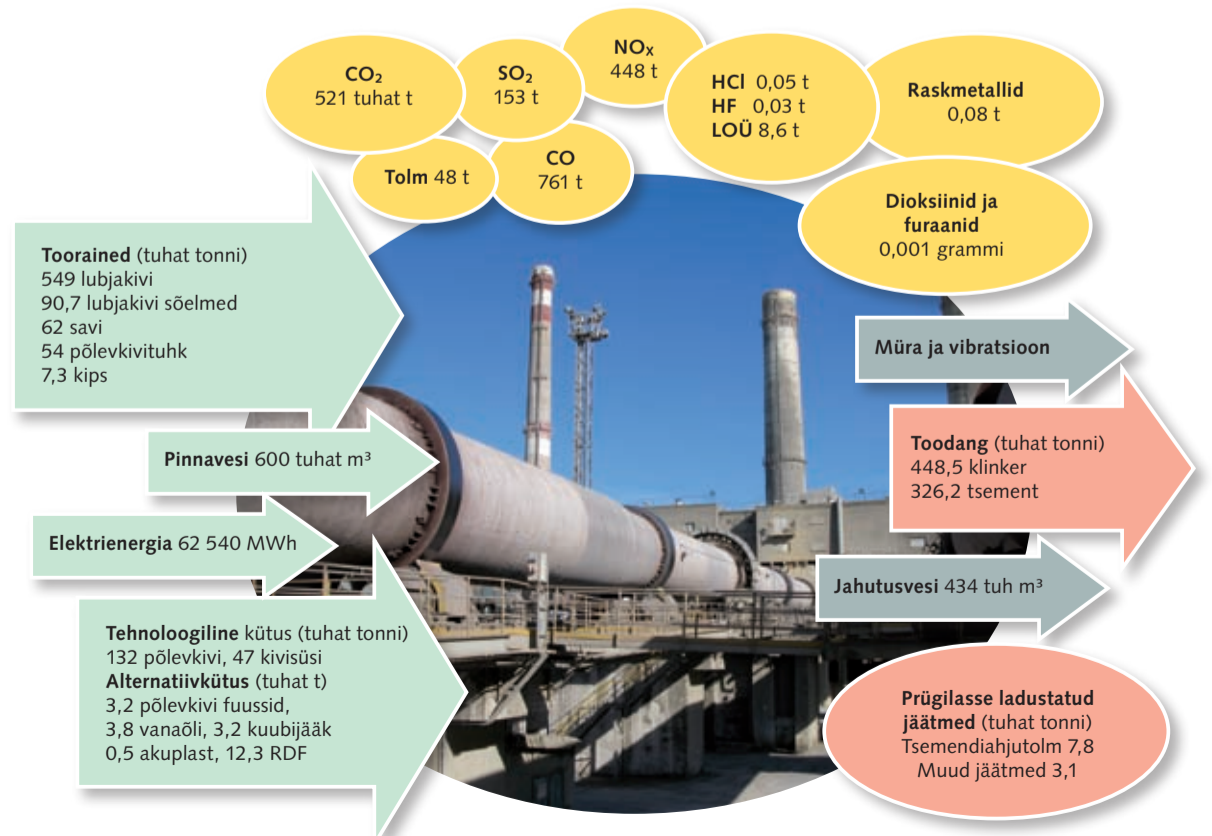 CO₂
521 tuhat t
SO₂
153 t
NOₓ
448 t
HCl 0,05 t
HF 0,03 t
LOÜ 8,6 t
Raskmetallid
0,08 t
Tolm 48 t
CO
761 t
Dioksiinid ja
furaanid
0,001 grammi
Toorained (tuhat tonni)
549 lubjakivi
90,7 lubjakivi sõelmed
62 savi
54 põlevkivituhk
7,3 kips
Pinnavesi 600 tuhat m³
Elektrienergia 62 540 MWh
Tehnoloogiline kütus (tuhat tonni)
132 põlevkivi, 47 kivisüsi
Alternatiivkütus (tuhat t)
3,2 põlevkivi fuussid,
3,8 vanaõli, 3,2 kuubijääk
0,5 akuplast, 12,3 RDF
Müra ja vibratsioon
Toodang (tuhat tonni)
448,5 klinker
326,2 tsement
Jahutusvesi 434 tuh m³
Prügilasse ladustatud
jäätmed (tuhat tonni)
Tsemendiahjutolm 7,8
Muud jäätmed 3,1